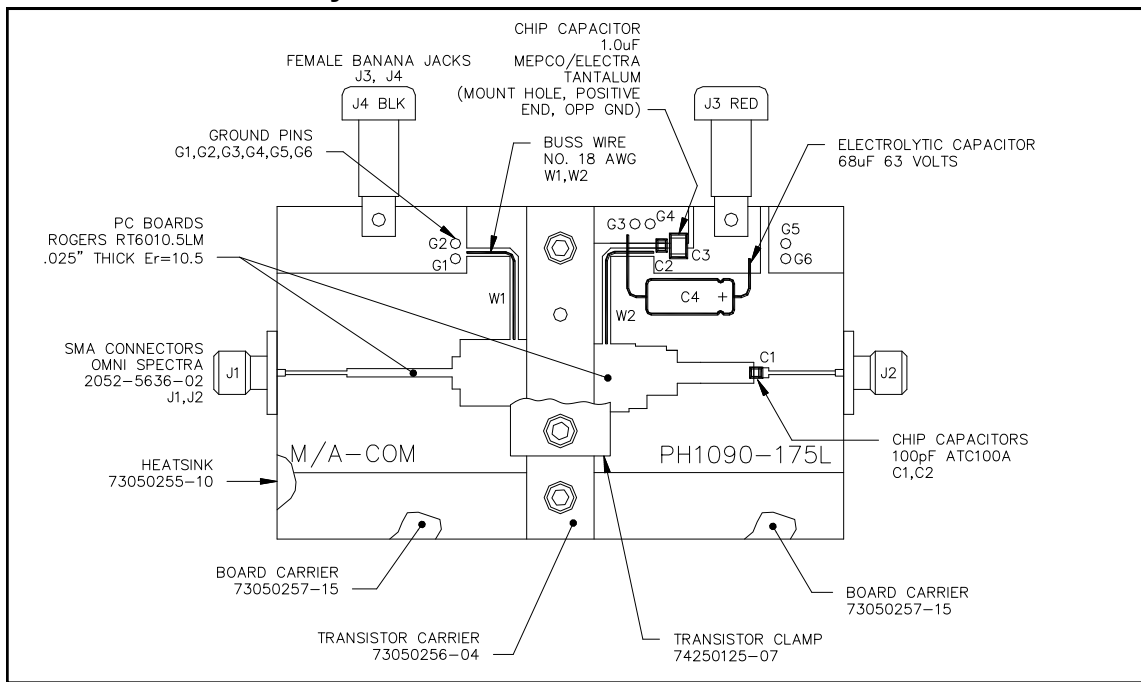 CHIP CAPACITOR
1.0uF
MEPCO/ELECTRA
TANTALUM
(MOUNT HOLE, POSITIVE
END, OPP GND)
FEMALE BANANA JACKS
J3, J4
J4 BLK
J3 RED
GROUND PINS
G1,G2,G3,G4,G5,G6
BUSS WIRE
NO. 18 AWG
W1,W2
ELECTROLYTIC CAPACITOR
68uF 63 VOLTS
PC BOARDS
ROGERS RT6010.5LM
.025" THICK Er=10.5
G2
G1
G3
G4
G5
G6
C3
C2
C4 +
W1
W2
SMA CONNECTORS
OMNI SPECTRA
2052-5636-02
J1,J2
J1
C1
J2
M/A-COM
PH1090-175L
CHIP CAPACITORS
100pF ATC100A
C1,C2
HEATSINK
73050255-10
BOARD CARRIER
73050257-15
BOARD CARRIER
73050257-15
TRANSISTOR CARRIER
73050256-04
TRANSISTOR CLAMP
74250125-07